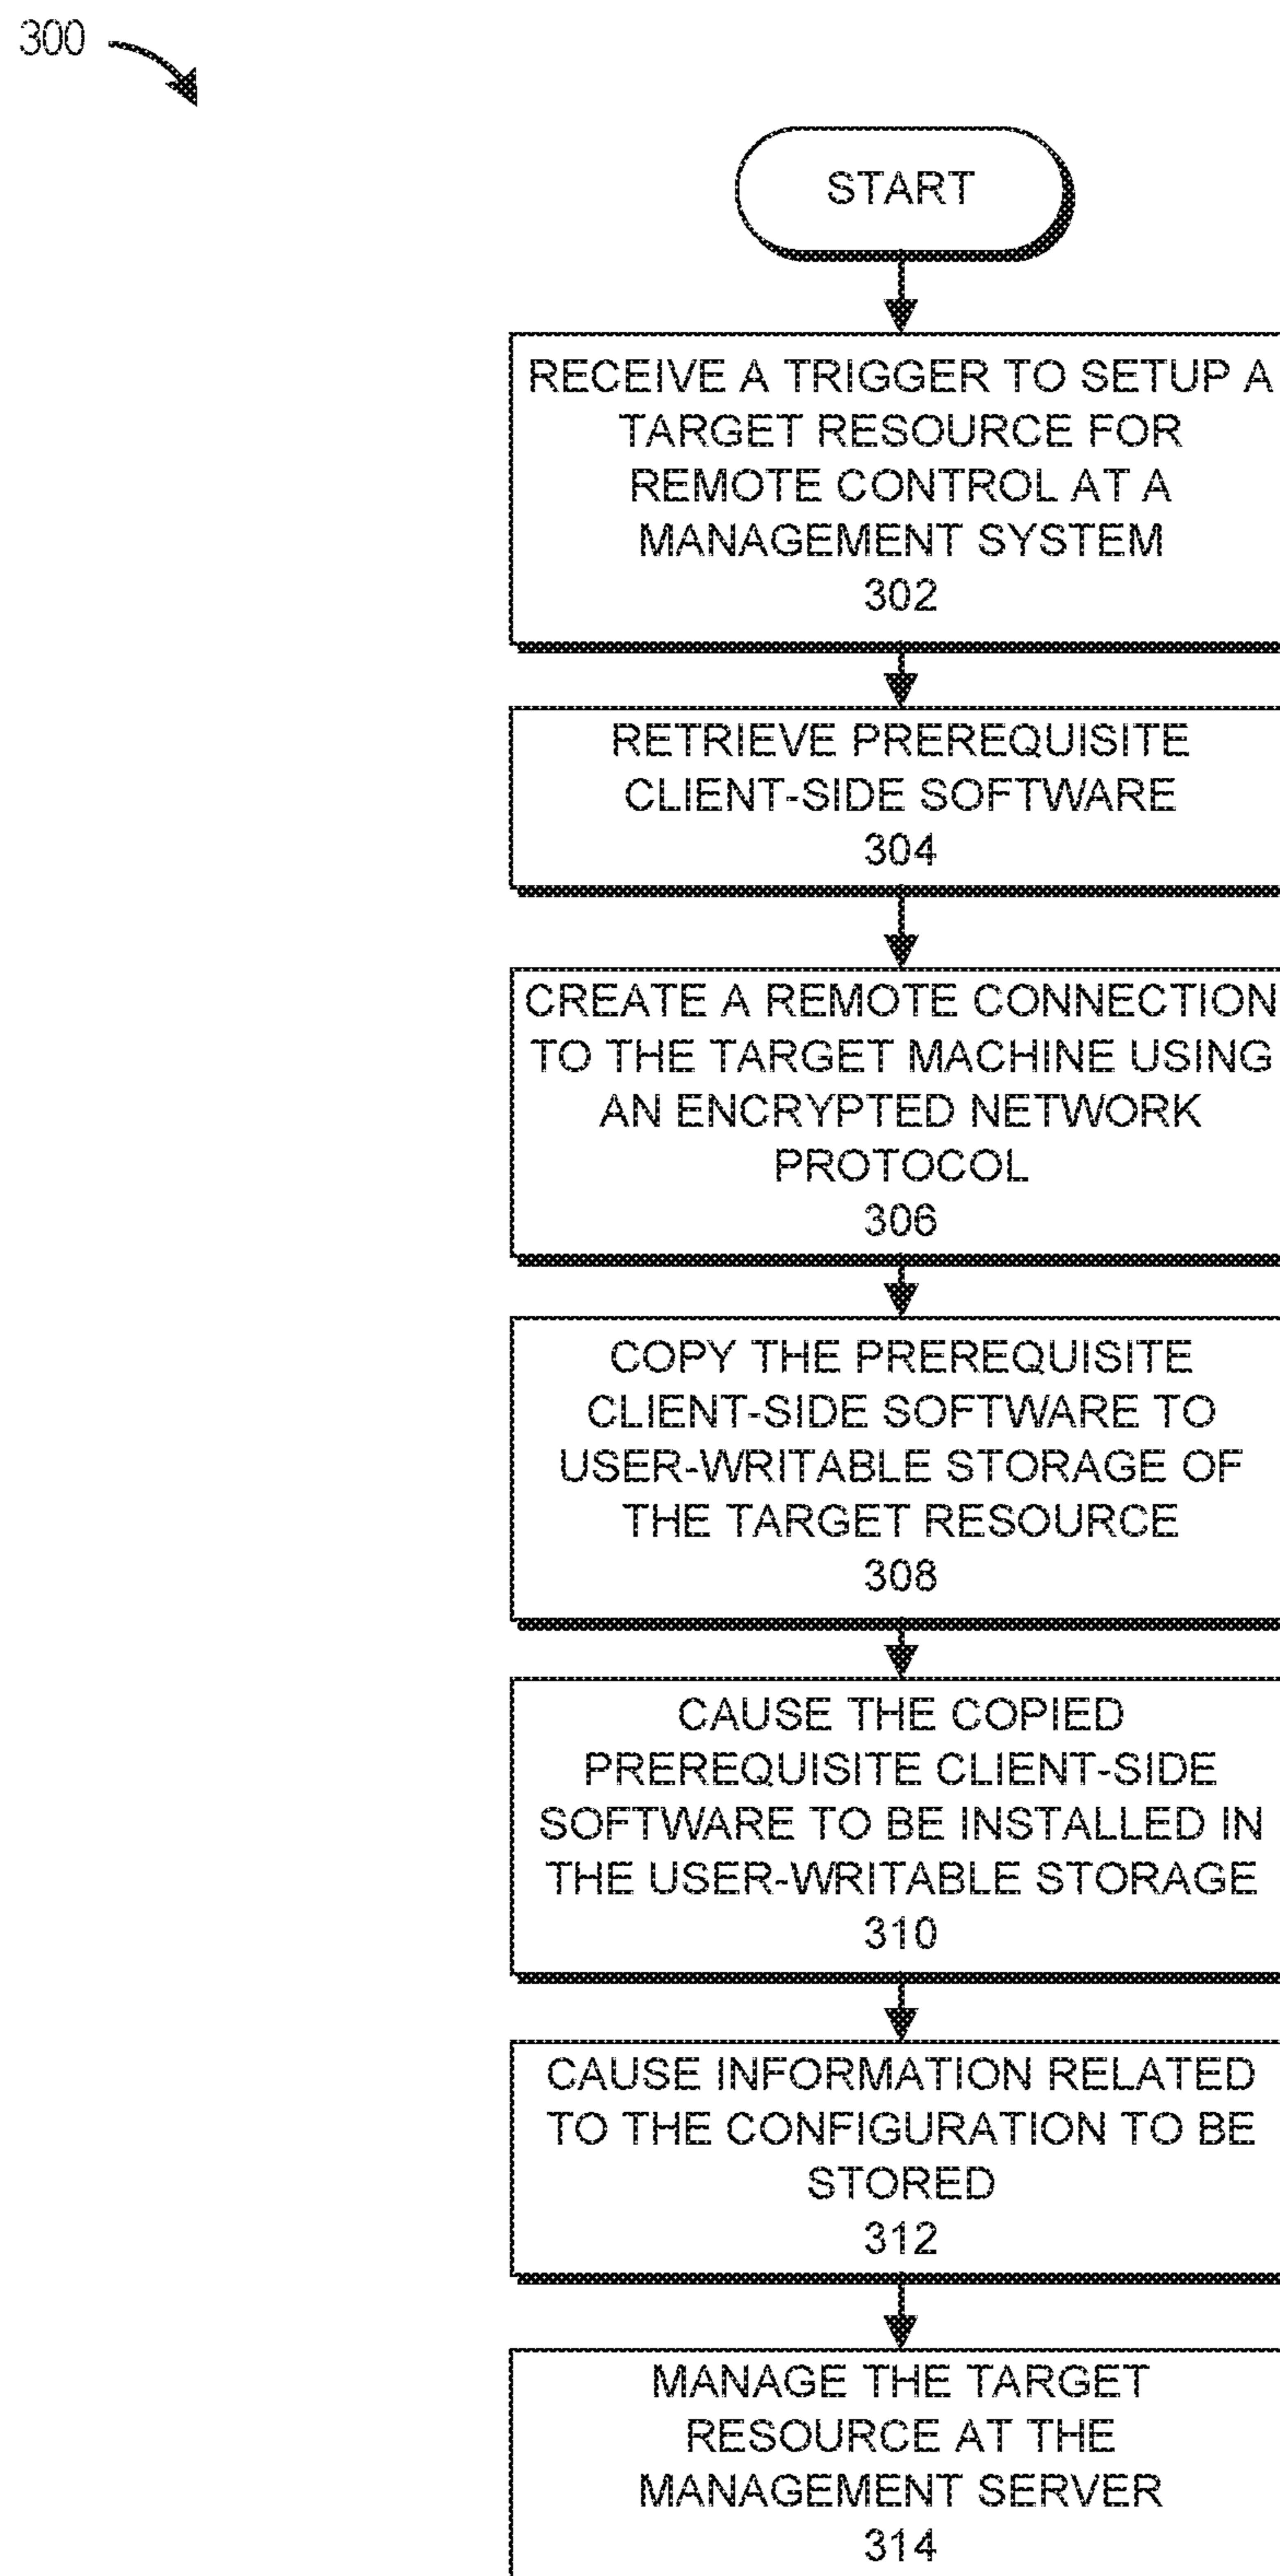 300
START
RECEIVE A TRIGGER TO SETUP A
TARGET RESOURCE FOR
REMOTE CONTROL AT A
MANAGEMENT SYSTEM
302
RETRIEVE PREREQUISITE
CLIENT-SIDE SOFTWARE
304
CREATE A REMOTE CONNECTION
TO THE TARGET MACHINE USING
AN ENCRYPTED NETWORK
PROTOCOL
306
COPY THE PREREQUISITE
CLIENT-SIDE SOFTWARE TO
USER-WRITABLE STORAGE OF
THE TARGET RESOURCE
308
CAUSE THE COPIED
PREREQUISITE CLIENT-SIDE
SOFTWARE TO BE INSTALLED IN
THE USER-WRITABLE STORAGE
310
CAUSE INFORMATION RELATED
TO THE CONFIGURATION TO BE
STORED
312
MANAGE THE TARGET
RESOURCE AT THE
MANAGEMENT SERVER
314